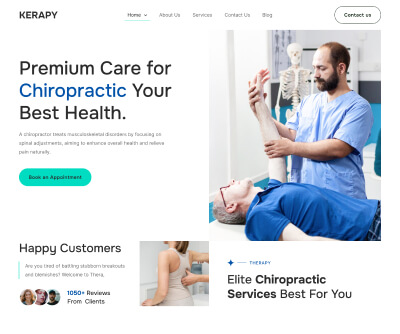 KERAPY
Home About Us Services Contact Us Blog
Contact us
Premium Care for
Chiropractic Your
Best Health.
A chiropractor treats musculoskeletal disorders by focusing on
spinal adjustments, aiming to enhance overall health and relieve
pain naturally.
Book an Appointment
Happy Customers
Are you tired of battling stubborn breakouts
and blemishes? Welcome to Thera,
1050+ Reviews
From Clients
THERAPY
Elite Chiropractic
Services Best For You